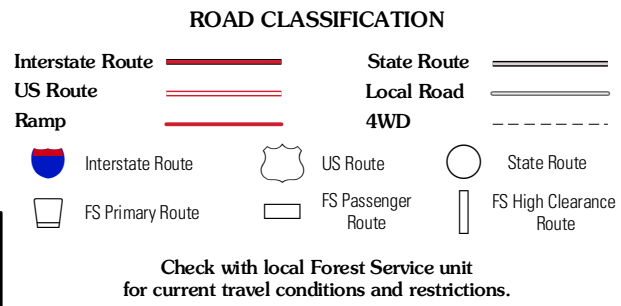 ROAD CLASSIFICATION
Interstate Route
State Route
US Route
Local Road
Ramp
4WD
Interstate Route
US Route
State Route
FS Primary Route
FS Passenger
Route
FS High Clearance
Route
Check with local Forest Service unit
for current travel conditions and restrictions.